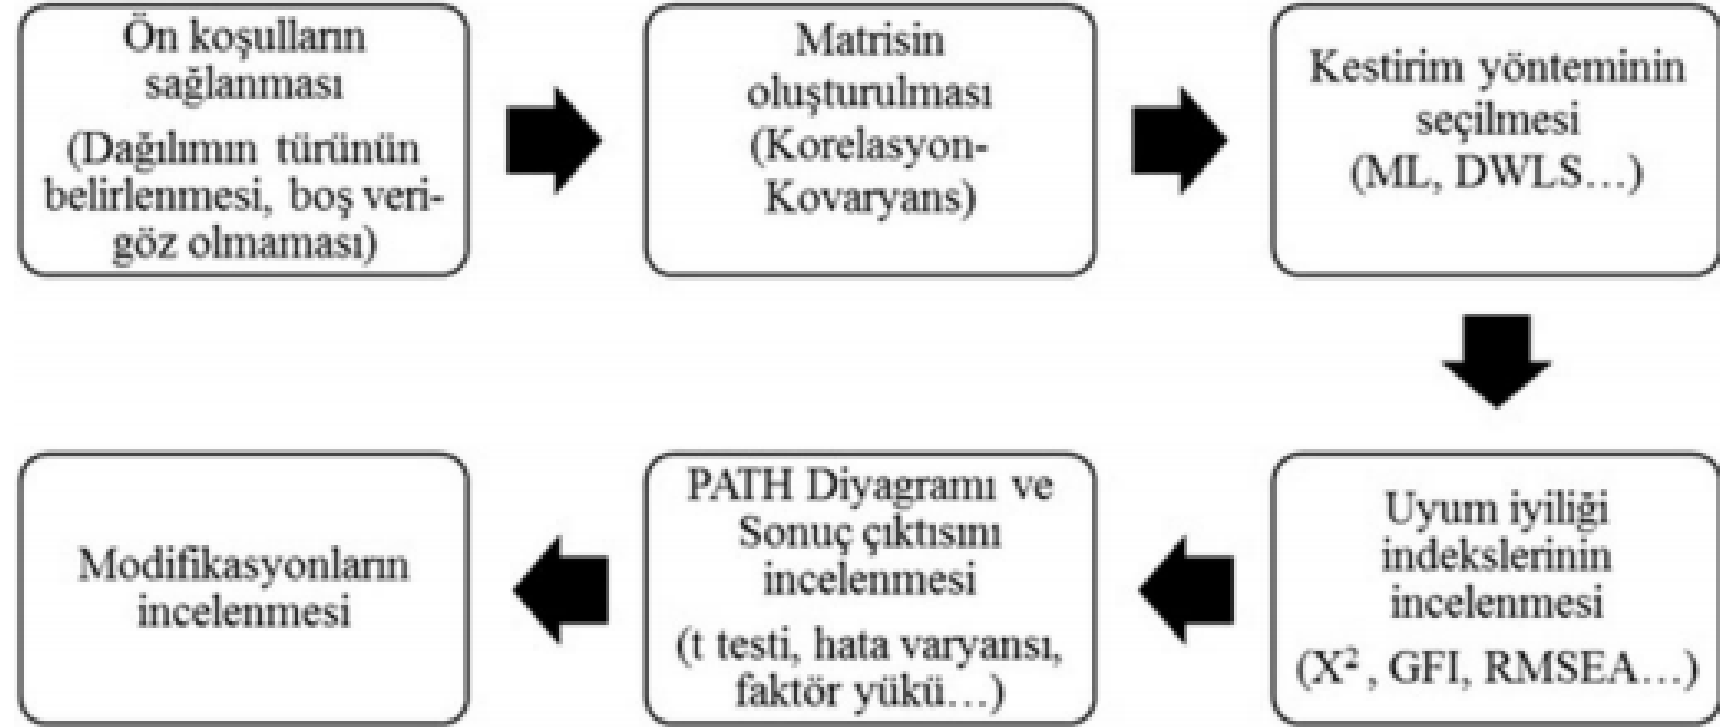 Ön koşulların
sağlanması
(Dağılımın türünün
belirlenmesi, boş veri-
göz olmaması)
Matrisin
oluşturulması
(Korelasyon-
Kovaryans)
Kestirim yönteminin
seçilmesi
(ML, DWLS…)
Uyum iyiliği
indekslerinin
incelenmesi
(X², GFI, RMSEA…)
PATH Diyagramı ve
Sonuç çıktısını
incelenmesi
(t testi, hata varyansı,
faktör yükü…)
Modifikasyonların
incelenmesi